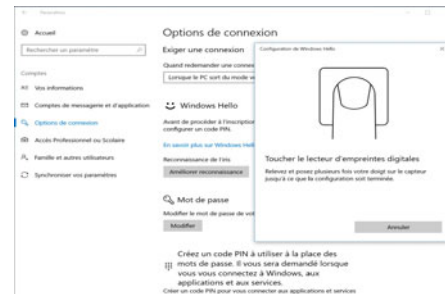 Paramètres
Accueil
Rechercher un paramètre
Comptes
Vos informations
Comptes de messagerie et d'application
Options de connexion
Accès Professionnel ou Scolaire
Famille et autres utilisateurs
Synchroniser vos paramètres
Options de connexion
Exiger une connexion
Quand redemander une connex
Lorsque le PC sort du mode v
Windows Hello
Avant de procéder à l'inscription
configurer un code PIN.
En savoir plus sur Windows Hell
Reconnaissance de l'iris
Améliorer reconnaissance
Mot de passe
Modifier le mot de passe de vot
Modifier
Créez un code PIN à utiliser à la place des
mots de passe. Il vous sera demandé lorsque
vous vous connectez à Windows, aux
applications et aux services.
Créer un code PIN pour vous connecter aux applications et services
Configuration de Windows Hello
Toucher le lecteur d'empreintes digitales
Relevez et posez plusieurs fois votre doigt sur le capteur
jusqu'à ce que la configuration soit terminée.
Annuler